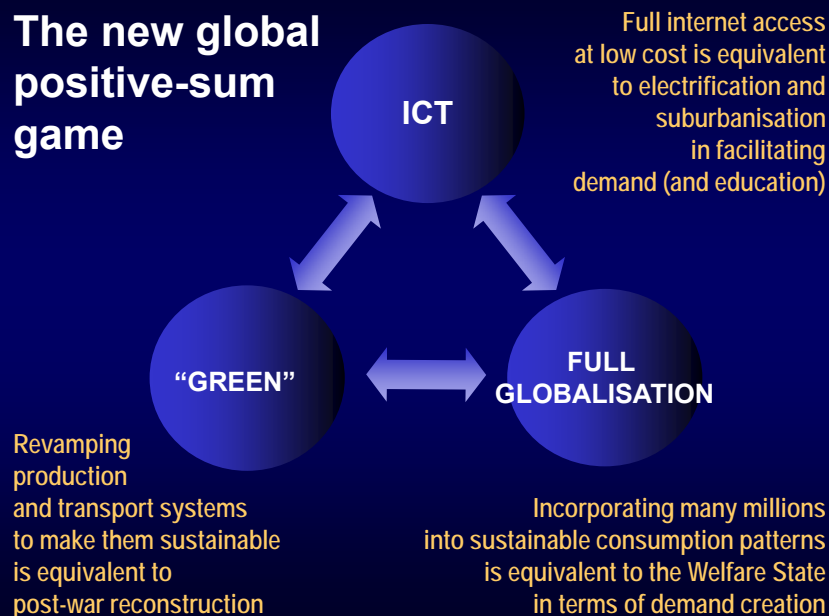 The new global
positive-sum
game
ICT
Full internet access
at low cost is equivalent
to electrification and
suburbanisation
in facilitating
demand (and education)
“GREEN”
FULL
GLOBALISATION
Revamping
production
and transport systems
to make them sustainable
is equivalent to
post-war reconstruction
Incorporating many millions
into sustainable consumption patterns
is equivalent to the Welfare State
in terms of demand creation